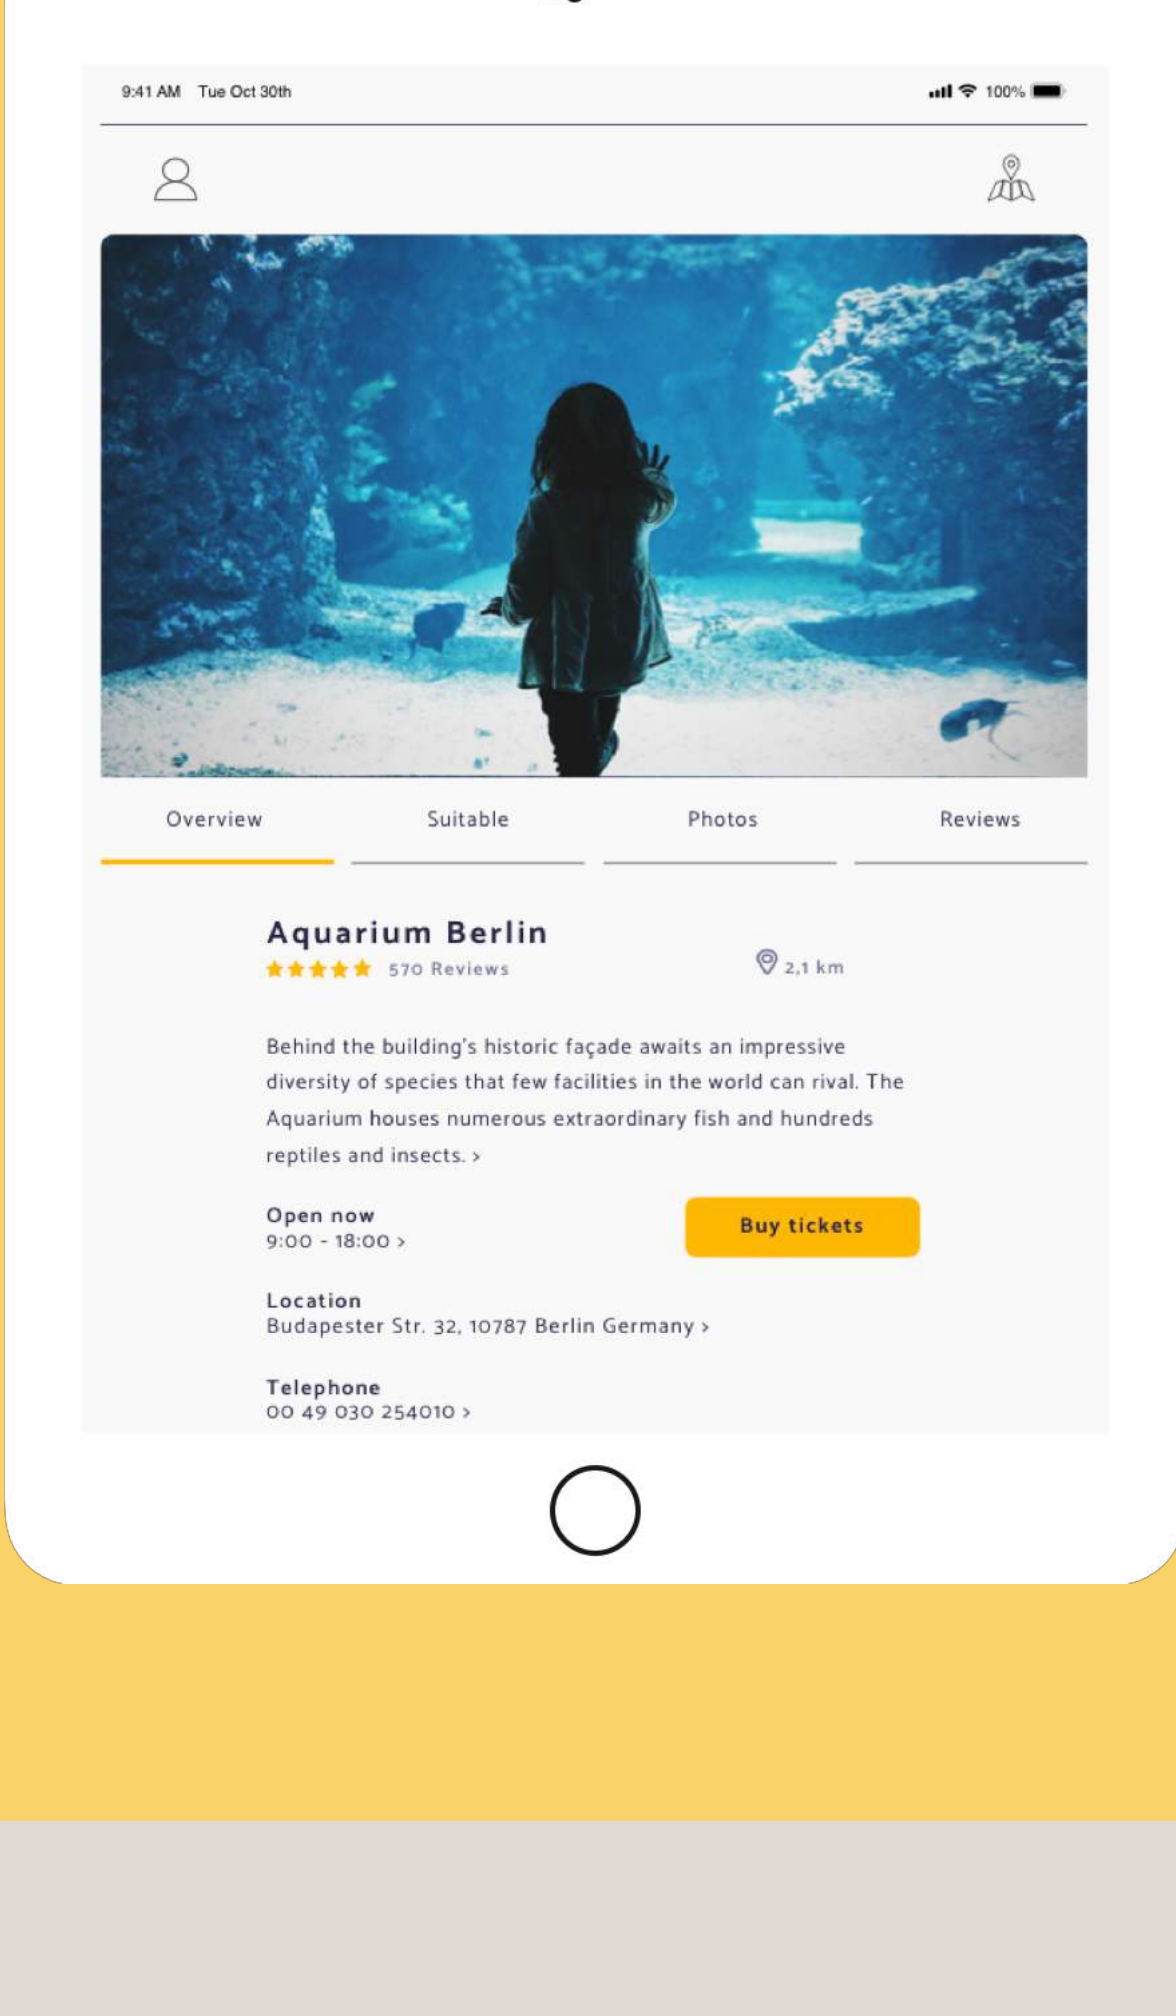 9:41 AM Tue Oct 30th 100%
Overview Suitable Photos Reviews
Aquarium Berlin
570 Reviews 2,1 km
Behind the building's historic façade awaits an impressive
diversity of species that few facilities in the world can rival. The
Aquarium houses numerous extraordinary fish and hundreds
reptiles and insects. >
Open now
9:00 - 18:00 >
Buy tickets
Location
Budapester Str. 32, 10787 Berlin Germany >
Telephone
00 49 030 254010 >